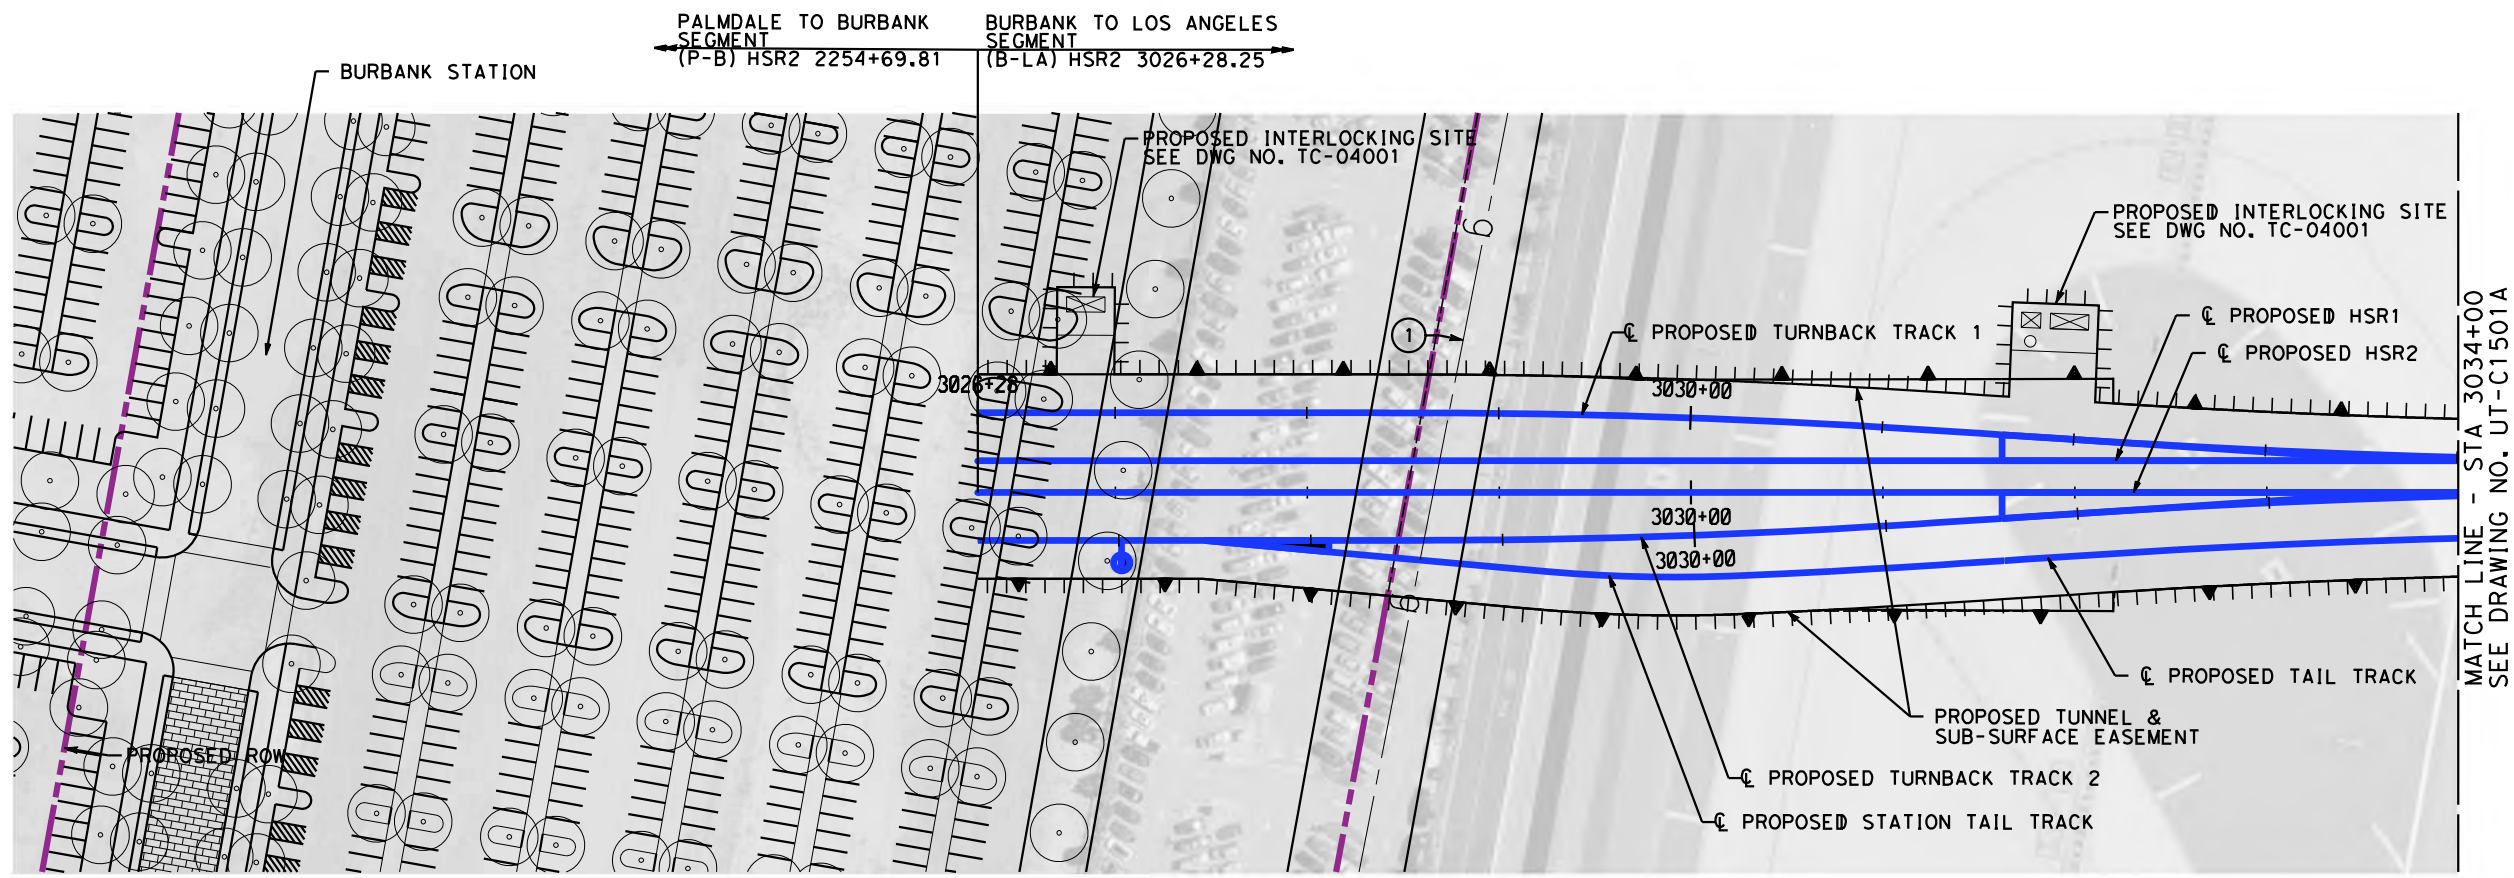 PALMDALE TO BURBANK
SEGMENT
(P-B) HSR2 2254+69.81
BURBANK TO LOS ANGELES
SEGMENT
(B-LA) HSR2 3026+28.25
BURBANK STATION
PROPOSED INTERLOCKING SITE
SEE DWG NO. TC-04001
PROPOSED INTERLOCKING SITE
SEE DWG NO. TC-04001
℄ PROPOSED HSR1
℄ PROPOSED HSR2
1
℄ PROPOSED TURNBACK TRACK 1
3026+28
3030+00
3030+00
3030+00
℄ PROPOSED TAIL TRACK
PROPOSED TUNNEL &
SUB-SURFACE EASEMENT
PROPOSED ROW
℄ PROPOSED TURNBACK TRACK 2
℄ PROPOSED STATION TAIL TRACK
MATCH LINE - STA 3034+00
SEE DRAWING NO. UT-C1501A